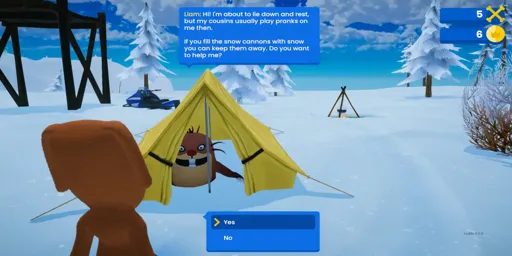 Liam: Hi! I'm about to lie down and rest,
but my cousins usually play pranks on
me then.
If you fill the snow cannons with snow
you can keep them away. Do you want
to help me?
5
6
Yes
No